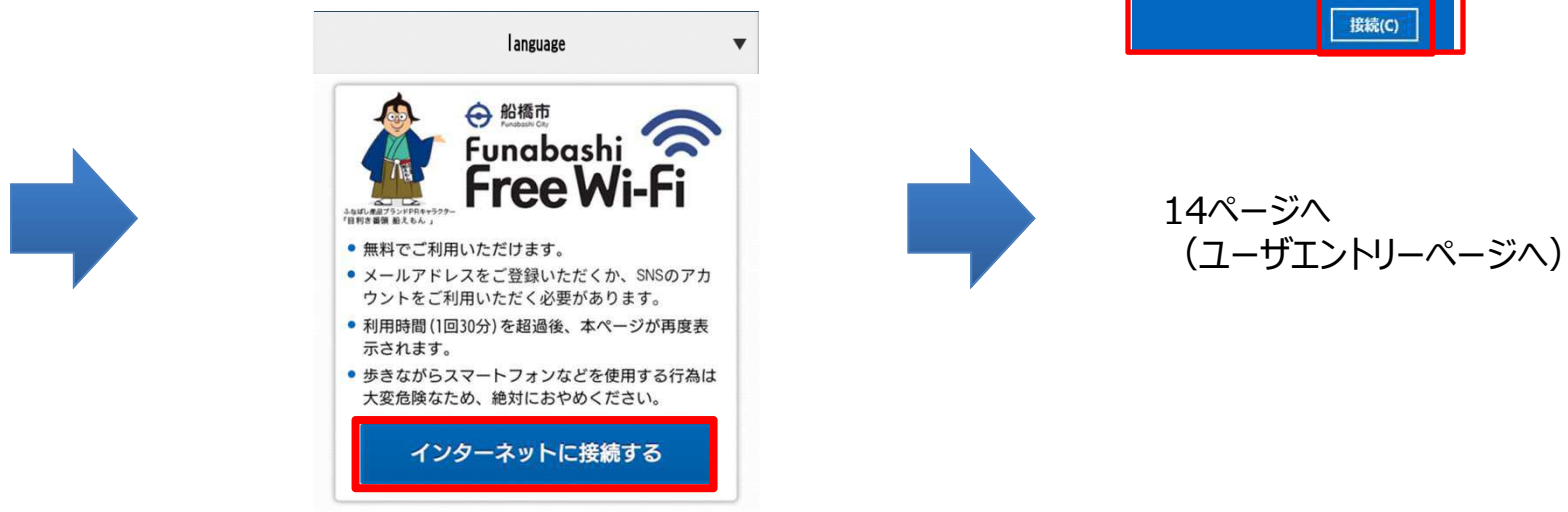 接続(C)
language ▼
船橋市
Funabashi City
Funabashi
Free Wi-Fi
ふなばし産品ブランドPRキャラクター
「目利き番頭 船えもん」
• 無料でご利用いただけます。
• メールアドレスをご登録いただくか、SNSのアカ
ウントをご利用いただく必要があります。
• 利用時間(1回30分)を超過後、本ページが再度表
示されます。
• 歩きながらスマートフォンなどを使用する行為は
大変危険なため、絶対におやめください。
インターネットに接続する
14ページへ
（ユーザエントリーページへ）